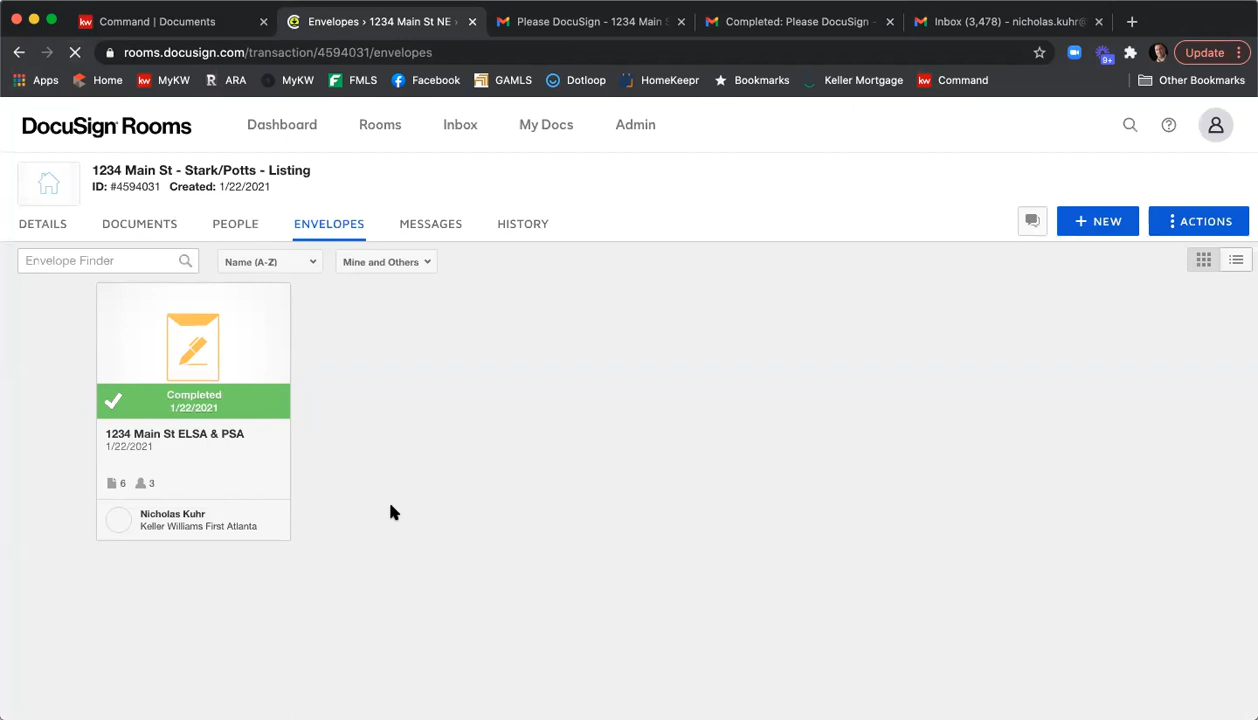 Command | Documents
Envelopes › 1234 Main St NE ›
Please DocuSign - 1234 Main
Completed: Please DocuSign -
Inbox (3,478) - nicholas.kuhr@
rooms.docusign.com/transaction/4594031/envelopes
9+
Update
Apps
Home
kw MyKW
R ARA
MyKW
FMLS
Facebook
GAMLS
Dotloop
HomeKeepr
Bookmarks
Keller Mortgage
kw Command
Other Bookmarks
DocuSign Rooms
Dashboard
Rooms
Inbox
My Docs
Admin
1234 Main St - Stark/Potts - Listing
ID: #4594031 Created: 1/22/2021
DETAILS
DOCUMENTS
PEOPLE
ENVELOPES
MESSAGES
HISTORY
+ NEW
ACTIONS
Envelope Finder
Name (A-Z)
Mine and Others
Completed
1/22/2021
1234 Main St ELSA & PSA
1/22/2021
6 3
Nicholas Kuhr
Keller Williams First Atlanta